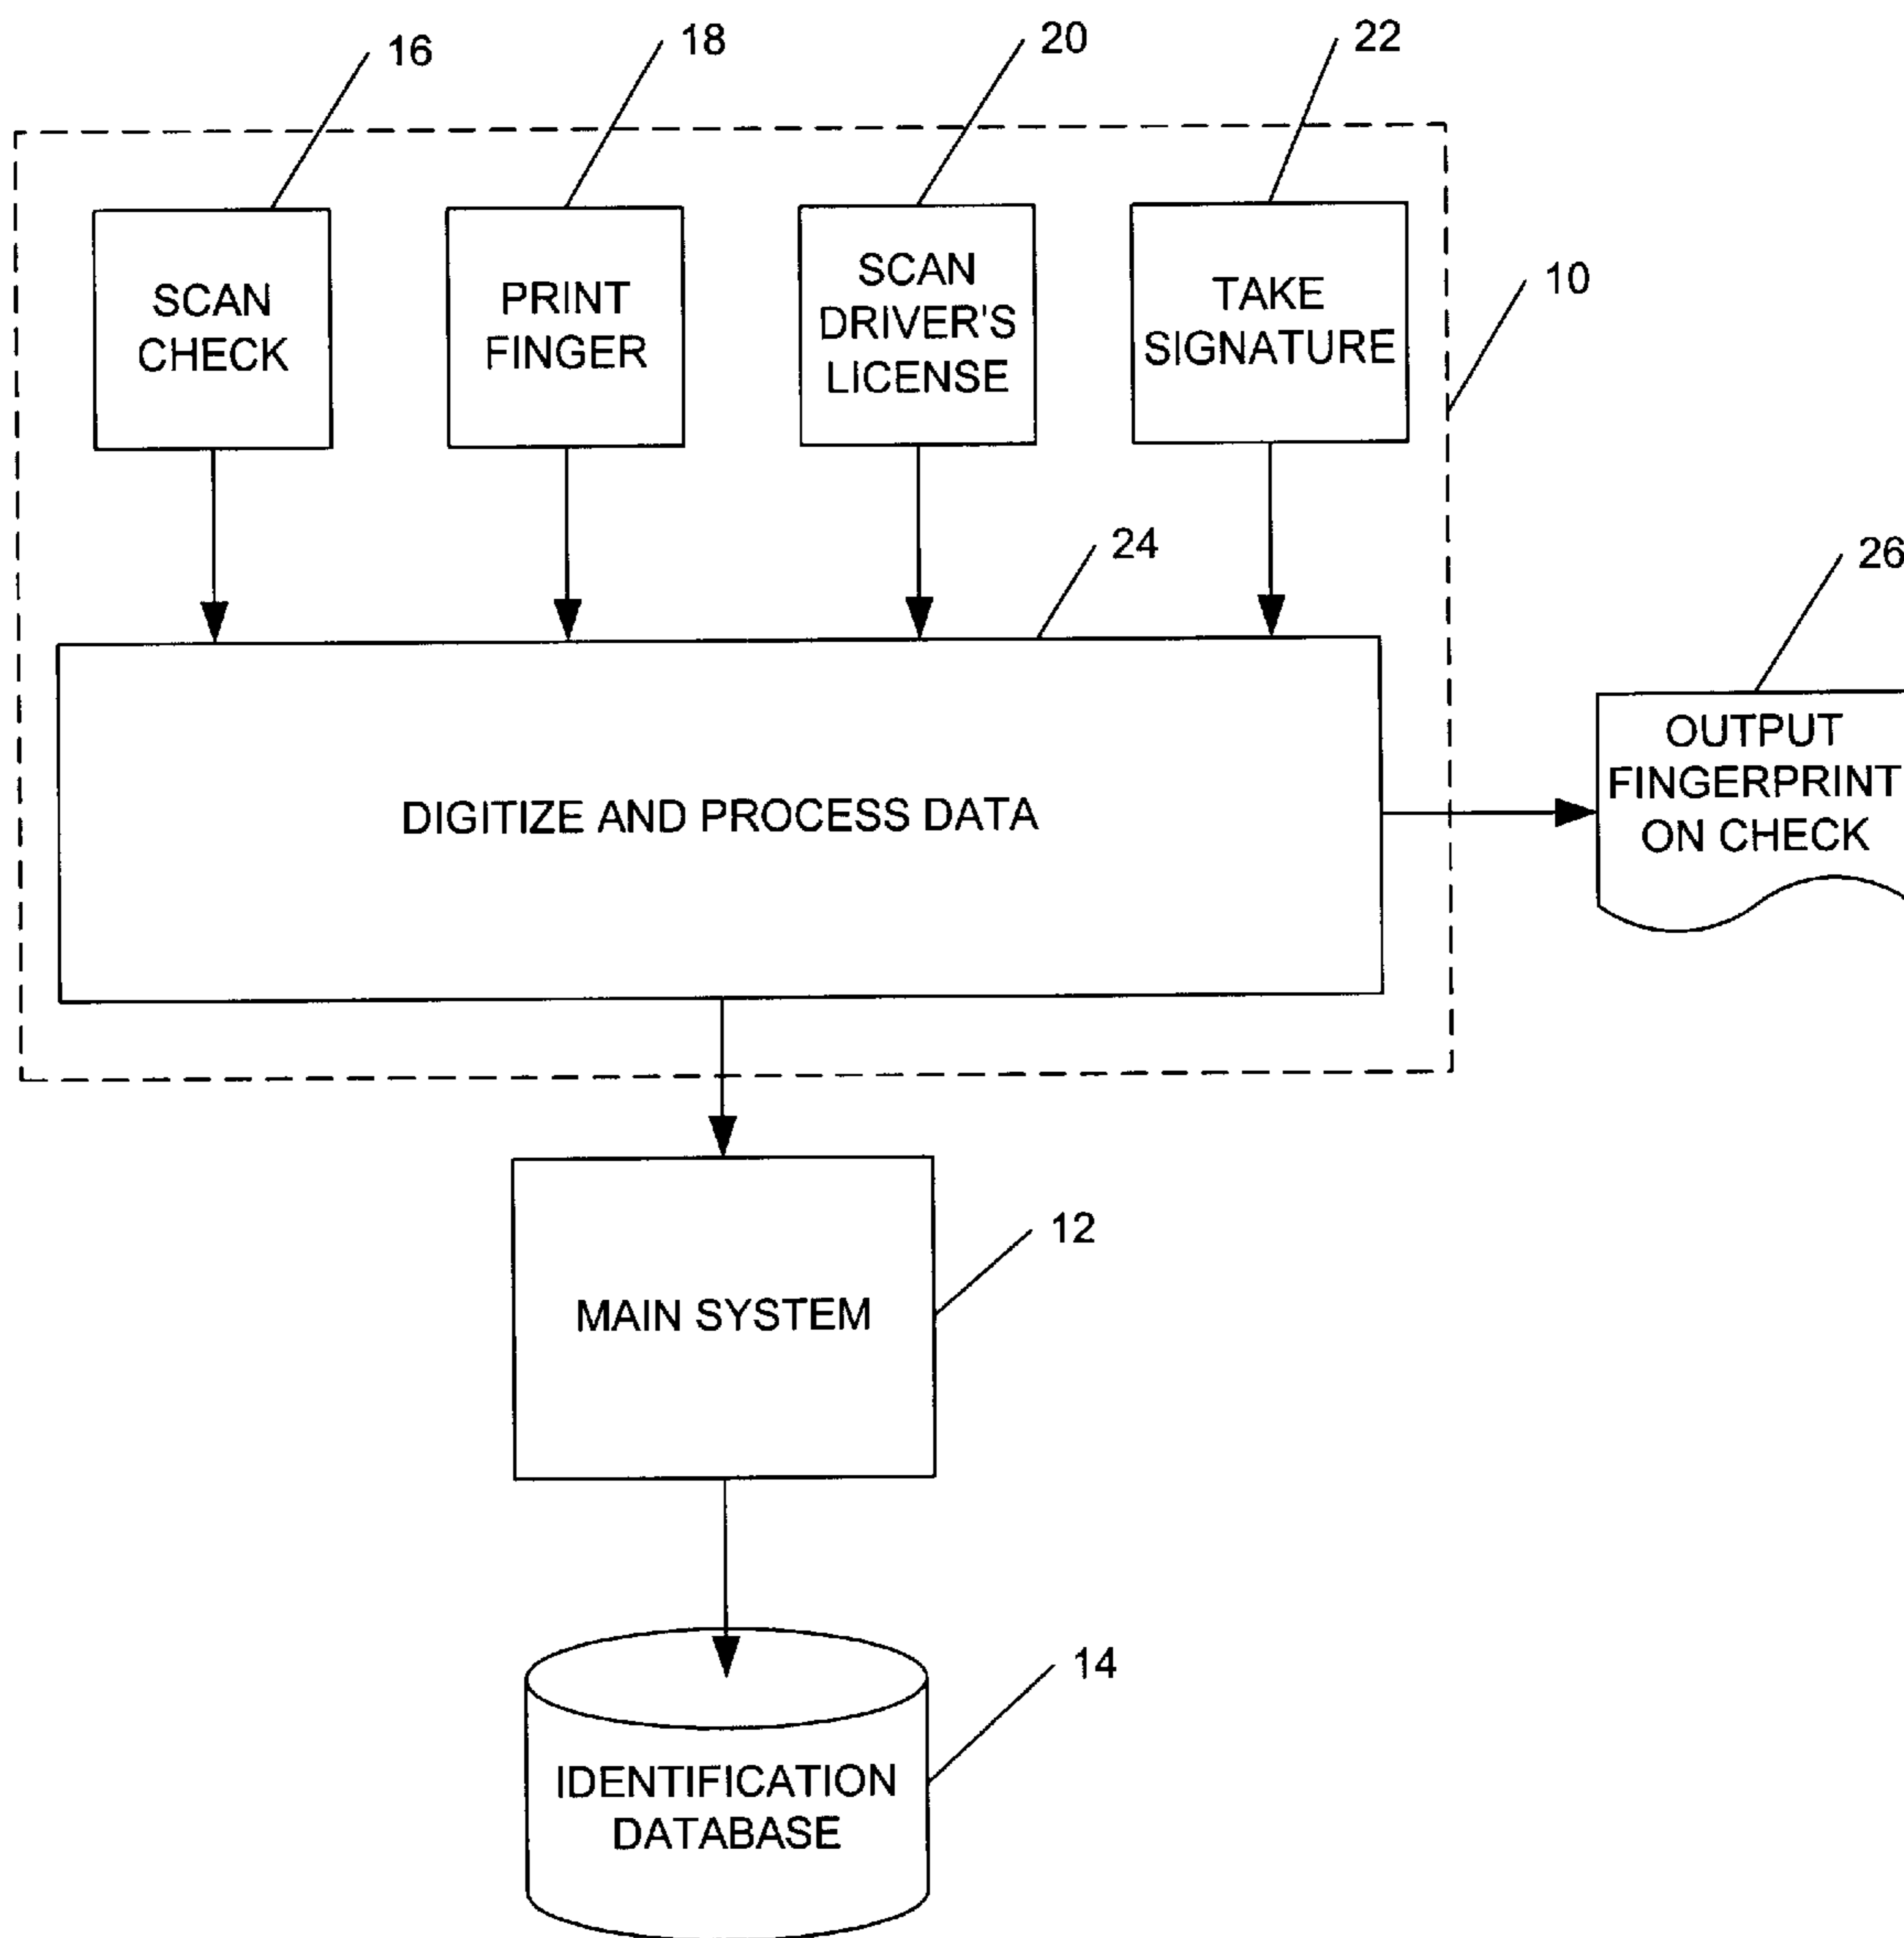 16
18
20
22
SCAN
CHECK
PRINT
FINGER
SCAN
DRIVER'S
LICENSE
TAKE
SIGNATURE
10
24
26
DIGITIZE AND PROCESS DATA
OUTPUT
FINGERPRINT
ON CHECK
12
MAIN SYSTEM
14
IDENTIFICATION
DATABASE